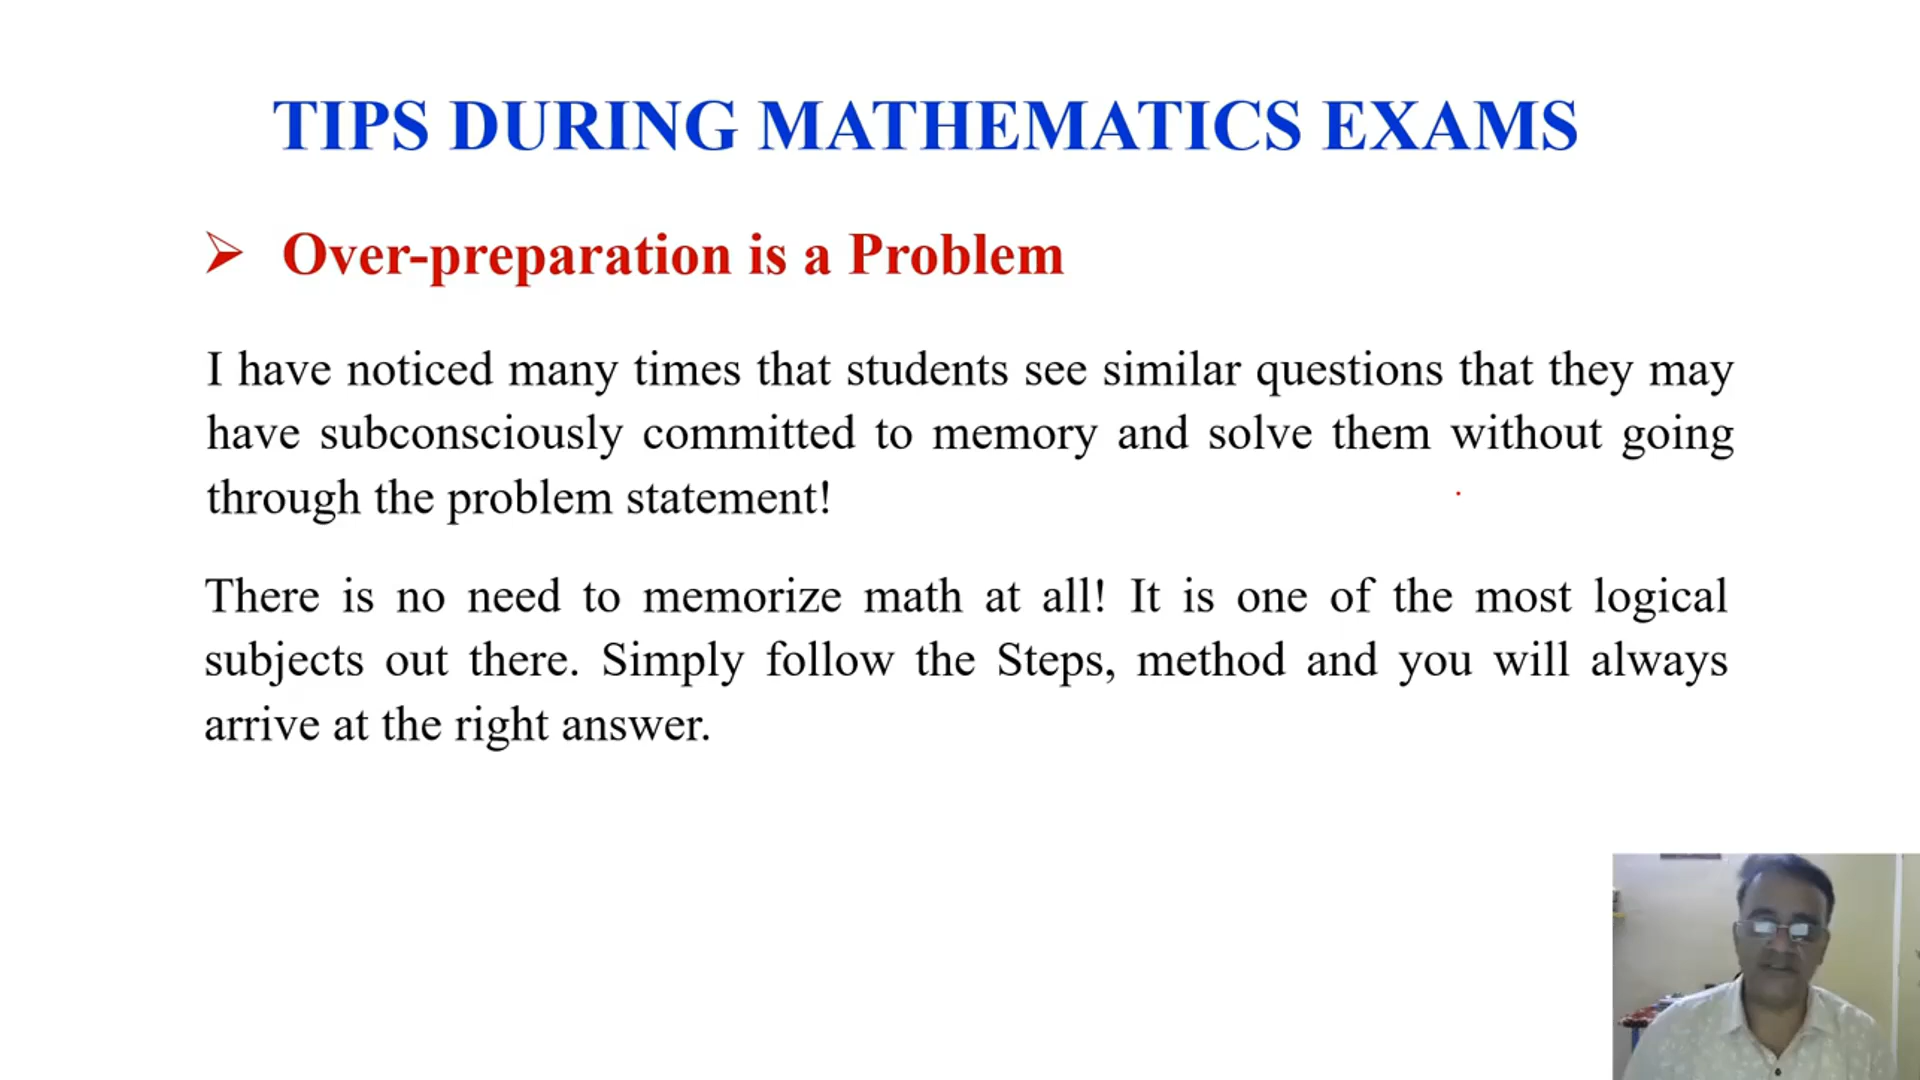 TIPS DURING MATHEMATICS EXAMS
Over-preparation is a Problem
I have noticed many times that students see similar questions that they may
have subconsciously committed to memory and solve them without going
through the problem statement!
There is no need to memorize math at all! It is one of the most logical
subjects out there. Simply follow the Steps, method and you will always
arrive at the right answer.